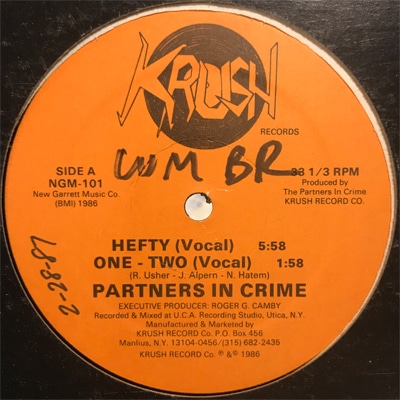 KRUSH
RECORDS
WM BR
SIDE A
NGM-101
New Garrett Music Co.
(BMI) 1986
33 1/3 RPM
Produced by
The Partners In Crime
KRUSH RECORD CO.
2-28-87
HEFTY (Vocal) 5:58
ONE - TWO (Vocal) 1:58
(R. Usher - J. Alpern - N. Hatem)
PARTNERS IN CRIME
EXECUTIVE PRODUCER: ROGER G. CAMBY
Recorded & Mixed at U.C.A. Recording Studio, Utica, N.Y.
Manufactured & Marketed by
KRUSH RECORD CO. P.O. Box 456
Manlius, N.Y. 13104-0456/(315) 682-2435
KRUSH RECORD Co. ℗ &© 1986